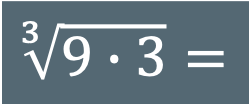 ∛(9 · 3) =